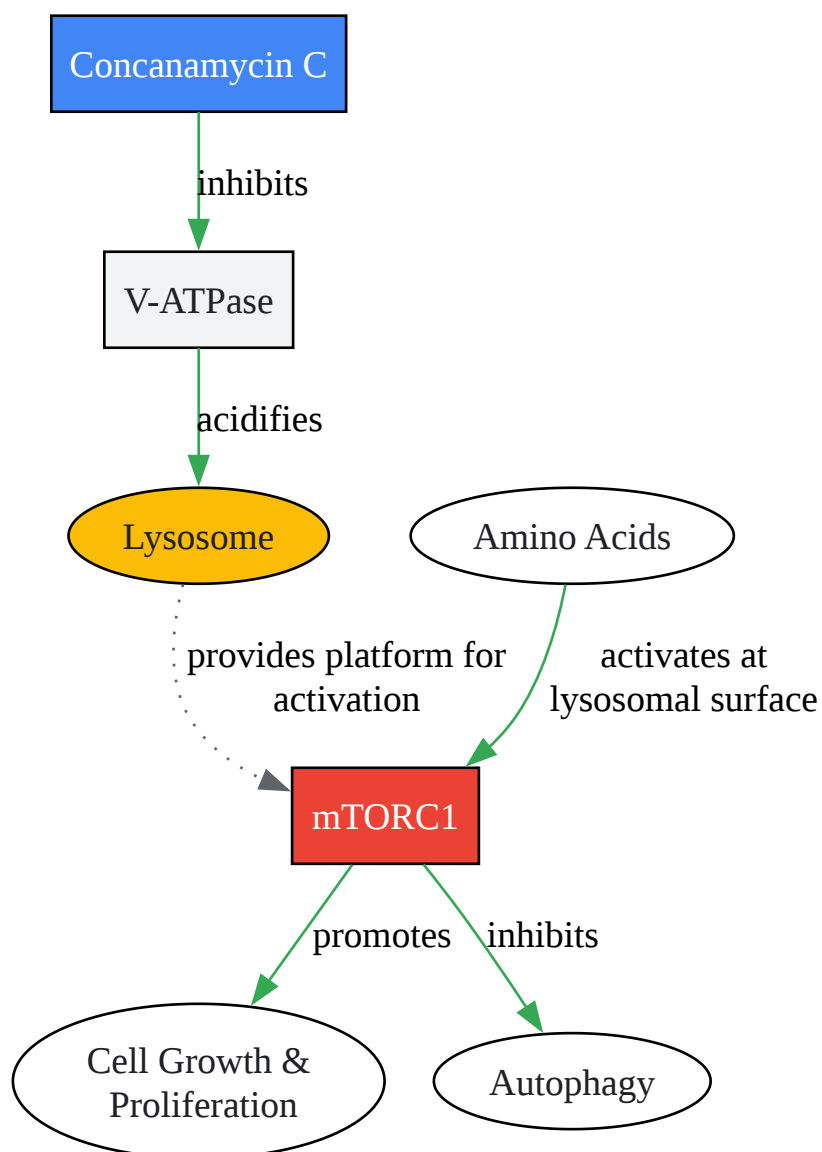 Concanamycin C
inhibits
V-ATPase
acidifies
Lysosome
Amino Acids
provides platform for
activation
activates at
lysosomal surface
mTORC1
promotes
inhibits
Cell Growth &
Proliferation
Autophagy